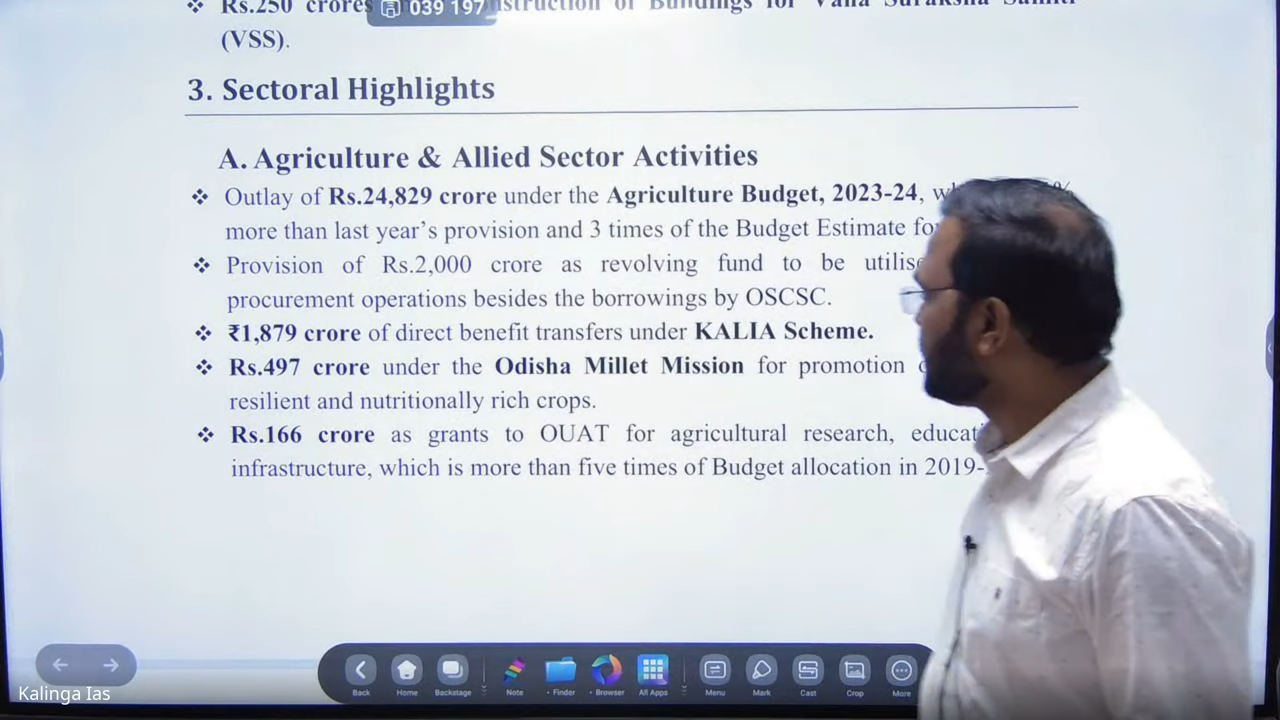 ❖ Rs.250 crores
039 197
Buildings for Vana Suraksha Samiti
(VSS).
3. Sectoral Highlights
A. Agriculture & Allied Sector Activities
❖ Outlay of Rs.24,829 crore under the Agriculture Budget, 2023-24,
more than last year’s provision and 3 times of the Budget Estimate
❖ Provision of Rs.2,000 crore as revolving fund to be
procurement operations besides the borrowings by OSCSC.
❖ ₹1,879 crore of direct benefit transfers under KALIA Scheme.
❖ Rs.497 crore under the Odisha Millet Mission for promotion
resilient and nutritionally rich crops.
❖ Rs.166 crore as grants to OUAT for agricultural research,
infrastructure, which is more than five times of Budget allocation in 2019-
Back Home Backstage Note • Finder • Browser All Apps Menu Mark Cast Crop More
Kalinga Ias